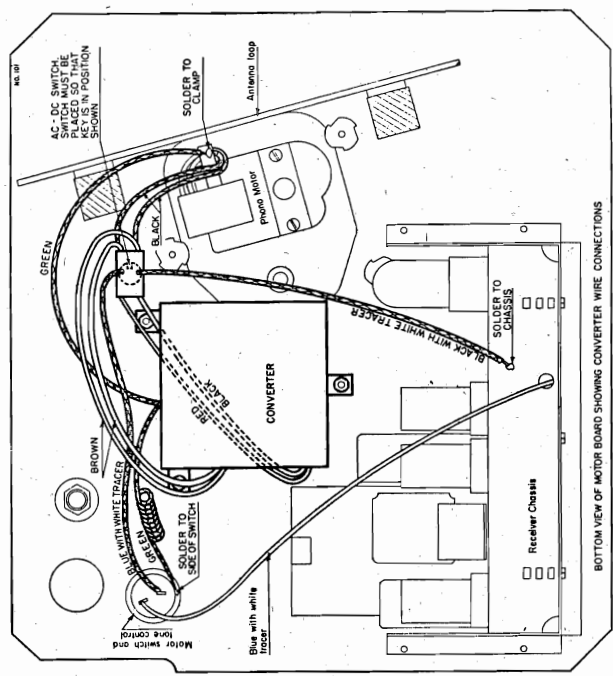 NO. 101
AC - DC SWITCH.
SWITCH MUST BE
PLACED SO THAT
KEY IS IN POSITION
SHOWN
SOLDER TO
CLAMP
Antenna loop
GREEN
BLACK
Phono Motor
BROWN
RED
BLACK
CONVERTER
BLACK WITH WHITE TRACER
SOLDER TO
CHASSIS
BLUE WITH WHITE TRACER
GREEN
SOLDER TO
SIDE OF SWITCH
Motor switch and
tone control
Blue with white
tracer
Receiver Chassis
BOTTOM VIEW OF MOTOR BOARD SHOWING CONVERTER WIRE CONNECTIONS